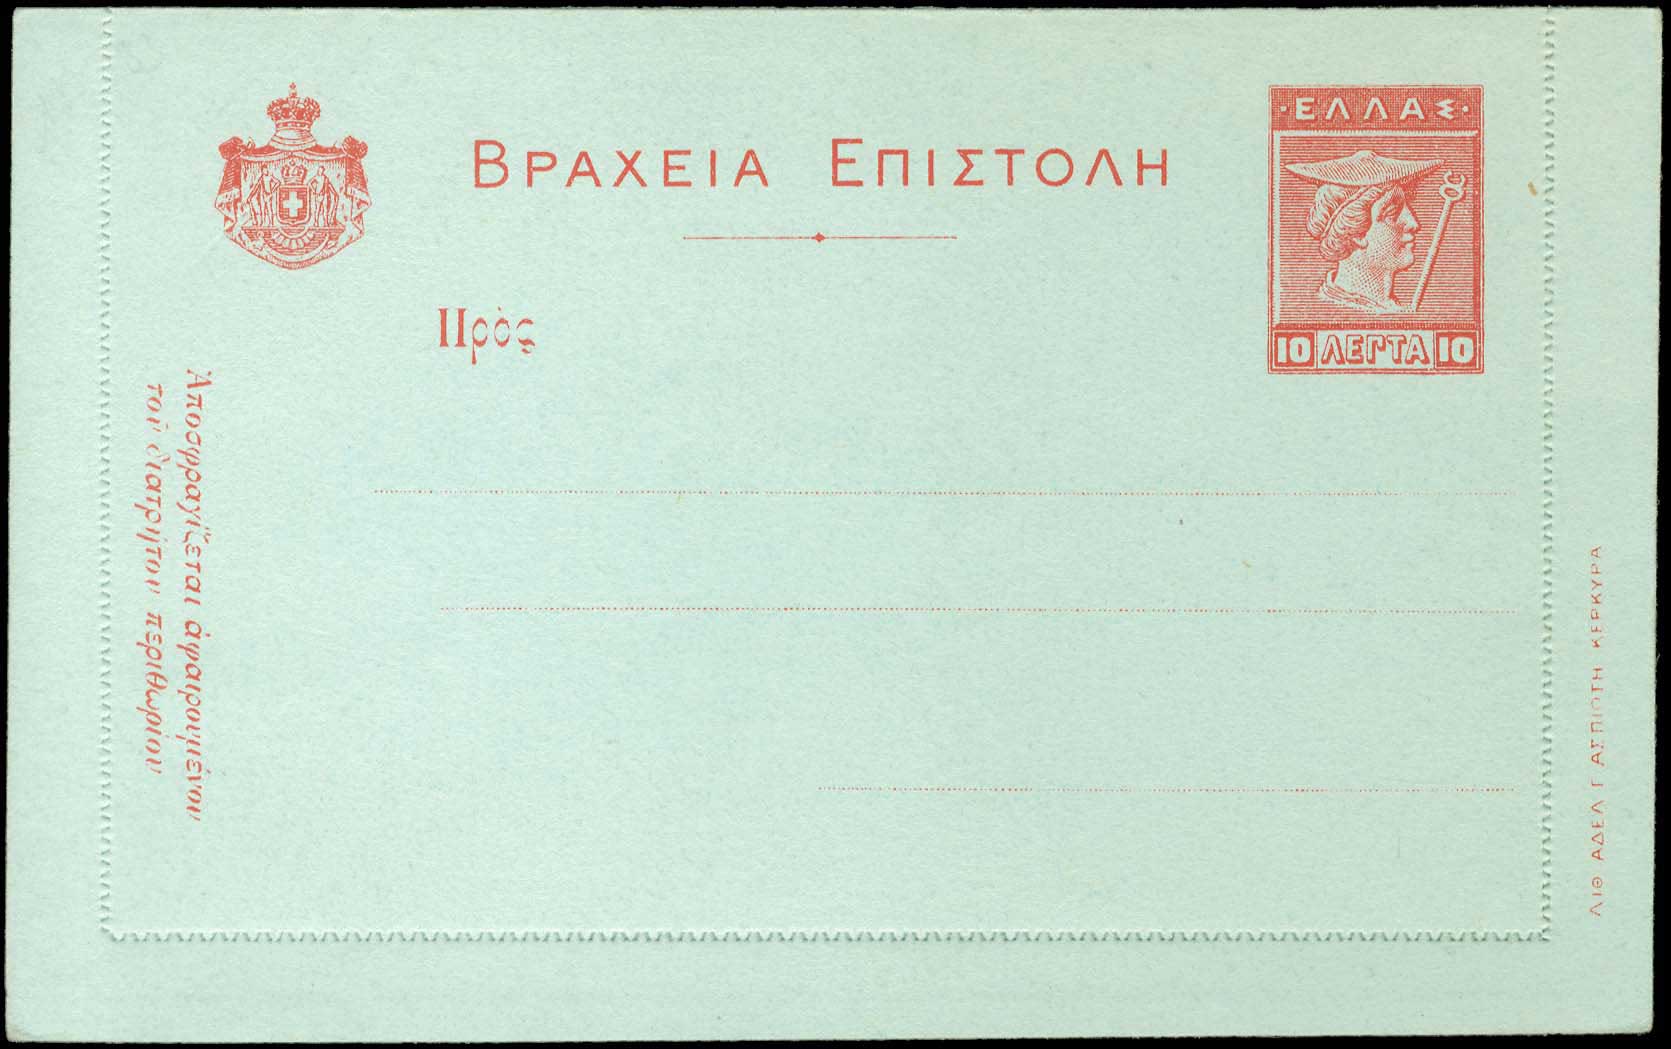 ΒΡΑΧΕΙΑ ΕΠΙΣΤΟΛΗ
·ΕΛΛΑΣ·
10 ΛΕΠΤΑ 10
Πρὸς
Ἀποσφραγίζεται ἀφαιρουμένου
τοῦ διατρήτου περιθωρίου
ΛΙΘ ΑΔΕΛ Γ ΑΣΠΙΩΤΗ ΚΕΡΚΥΡΑ